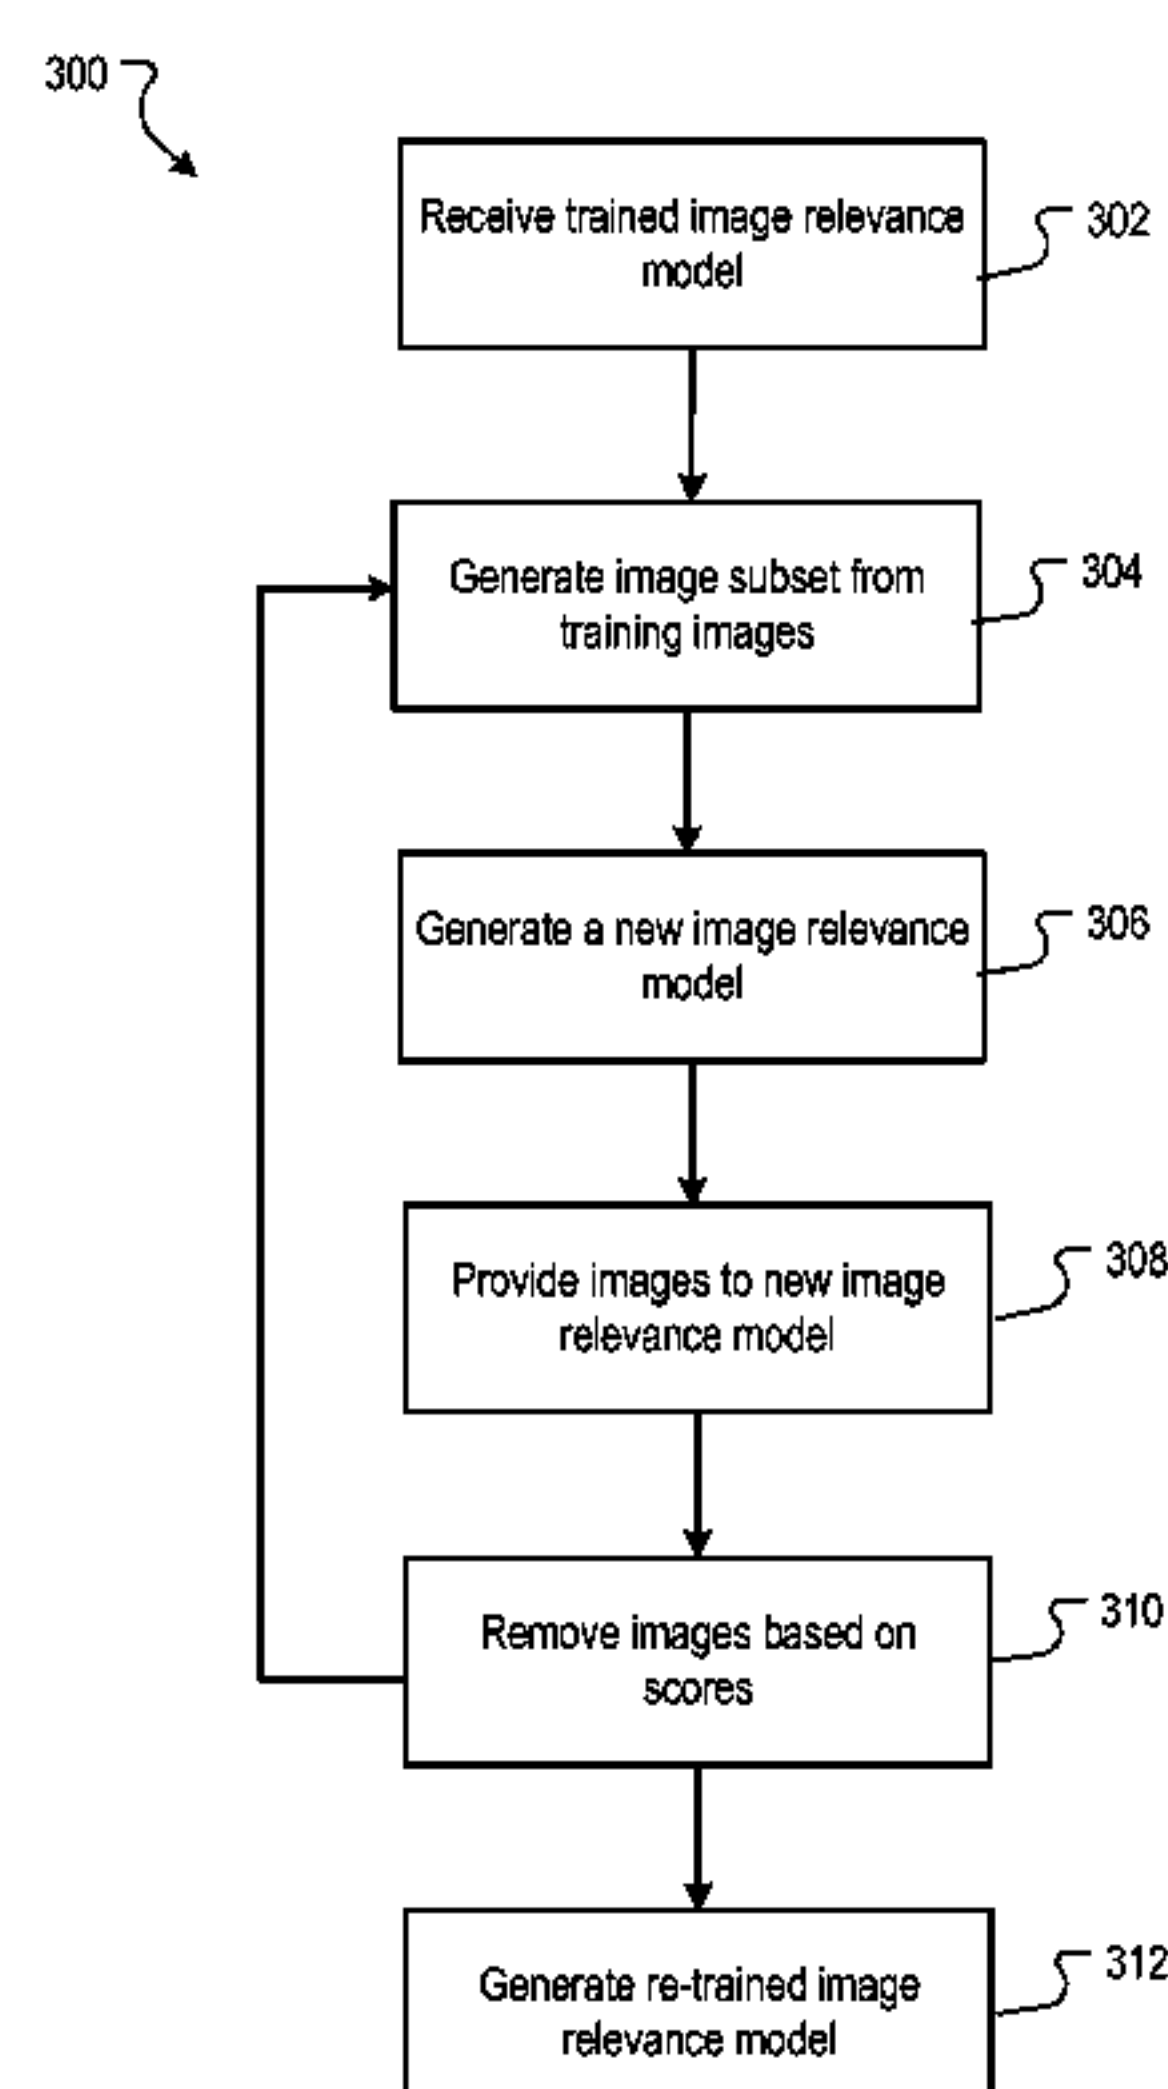 300
Receive trained image relevance
model
302
Generate image subset from
training images
304
Generate a new image relevance
model
306
Provide images to new image
relevance model
308
Remove images based on
scores
310
Generate re-trained image
relevance model
312